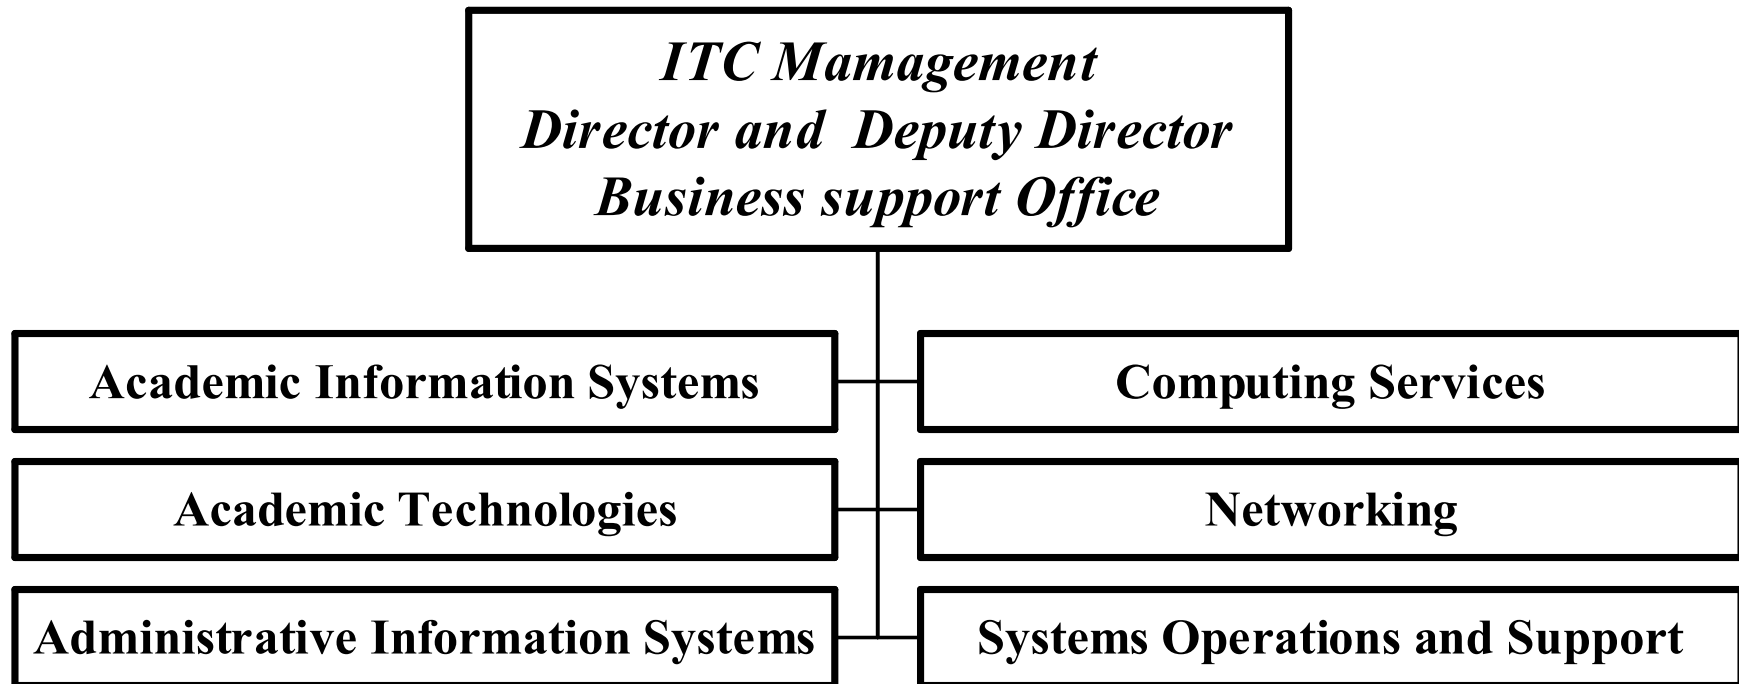 ITC Mamagement
Director and Deputy Director
Business support Office
Academic Information Systems
Computing Services
Academic Technologies
Networking
Administrative Information Systems
Systems Operations and Support